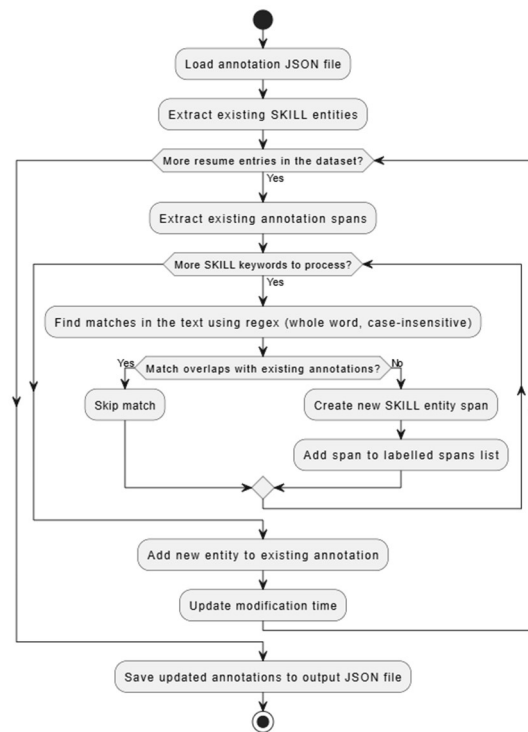 Load annotation JSON file
Extract existing SKILL entities
More resume entries in the dataset?
Yes
Extract existing annotation spans
More SKILL keywords to process?
Yes
Find matches in the text using regex (whole word, case-insensitive)
Yes
Match overlaps with existing annotations?
No
Skip match
Create new SKILL entity span
Add span to labelled spans list
Add new entity to existing annotation
Update modification time
Save updated annotations to output JSON file